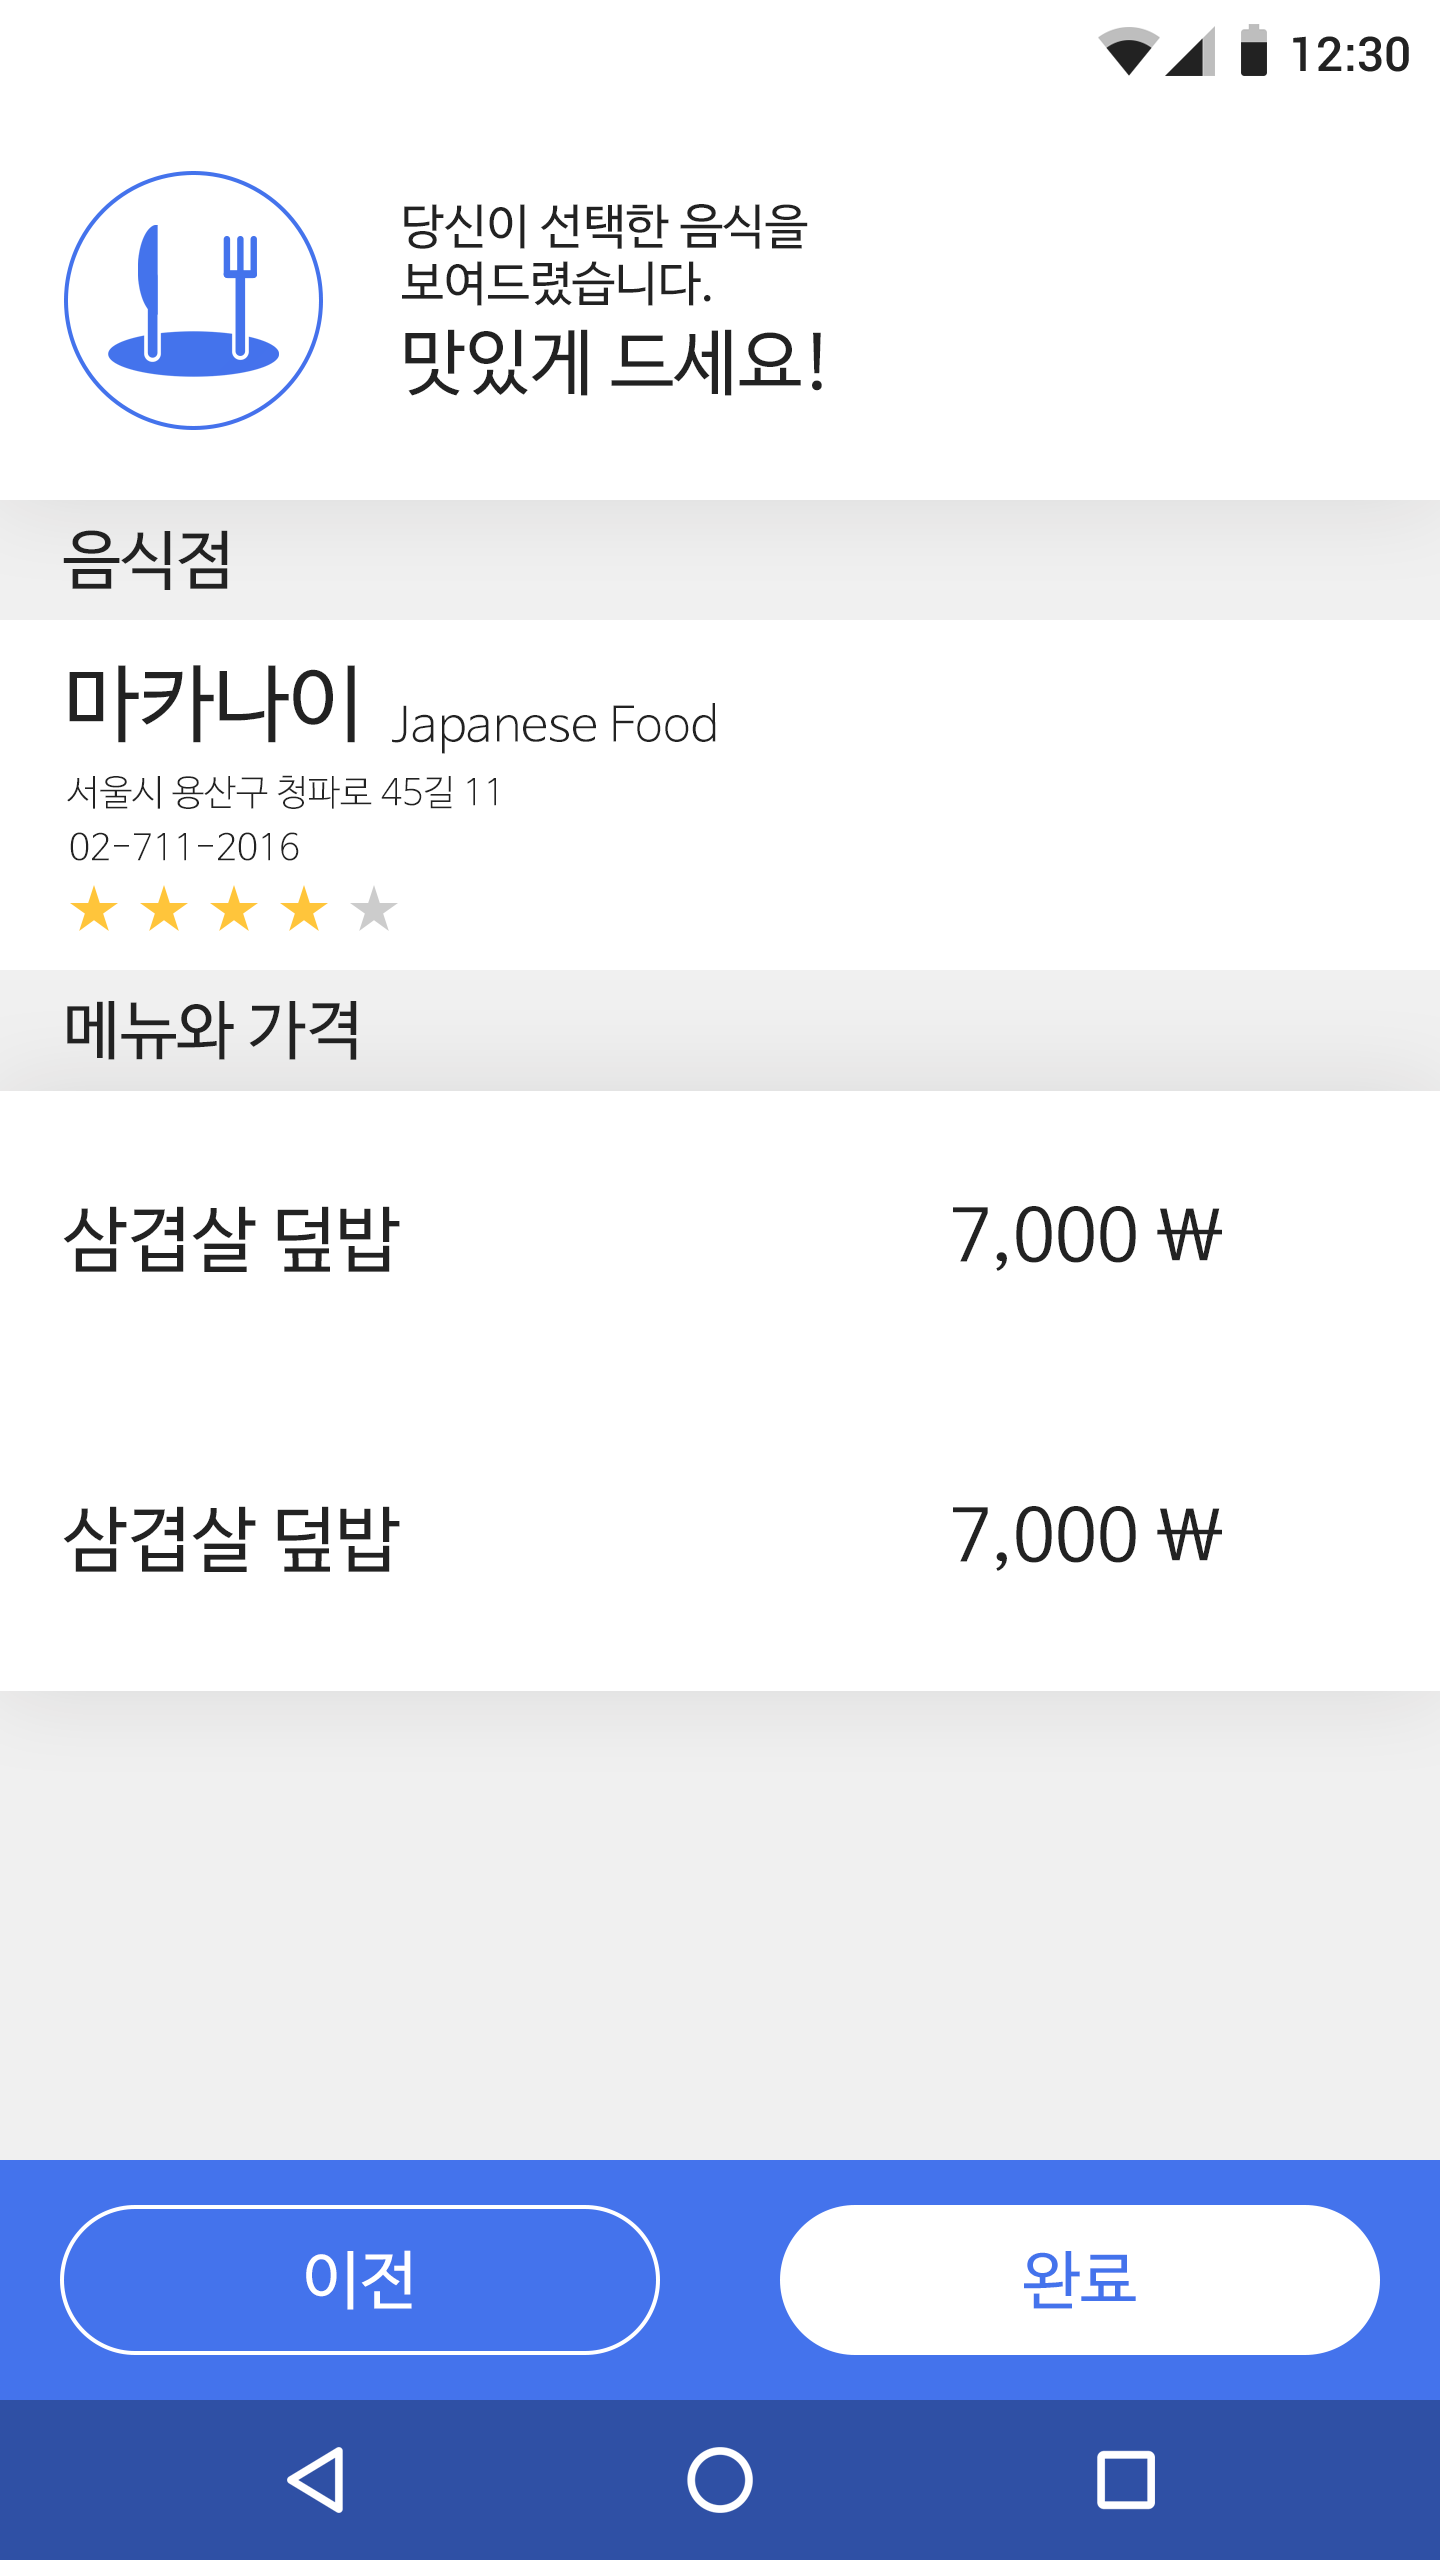 12:30
당신이 선택한 음식을
보여드렸습니다.
맛있게 드세요!
음식점
마카나이 Japanese Food
서울시 용산구 청파로 45길 11
02-711-2016
메뉴와 가격
삼겹살 덮밥 7,000 ₩
삼겹살 덮밥 7,000 ₩
이전 완료